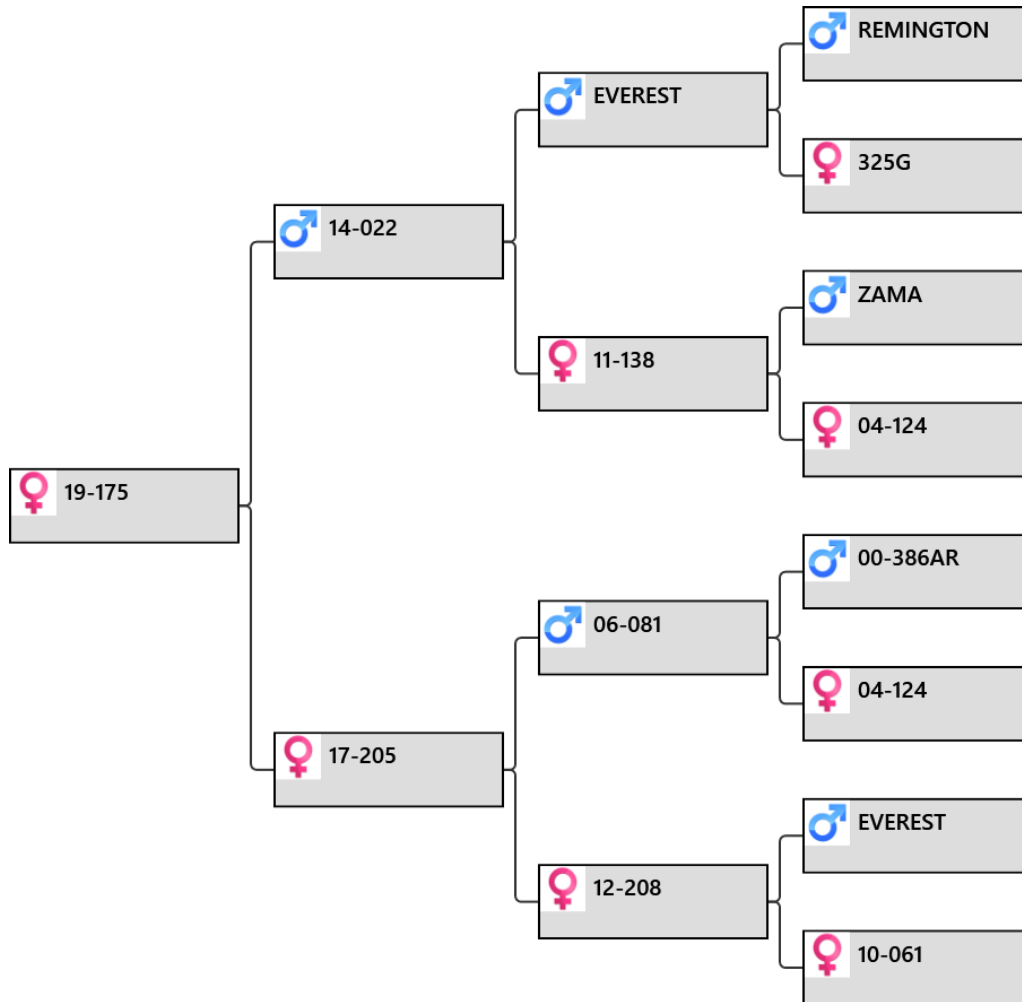 REMINGTON
EVEREST
325G
14-022
ZAMA
11-138
04-124
19-175
00-386AR
06-081
04-124
17-205
EVEREST
12-208
10-061